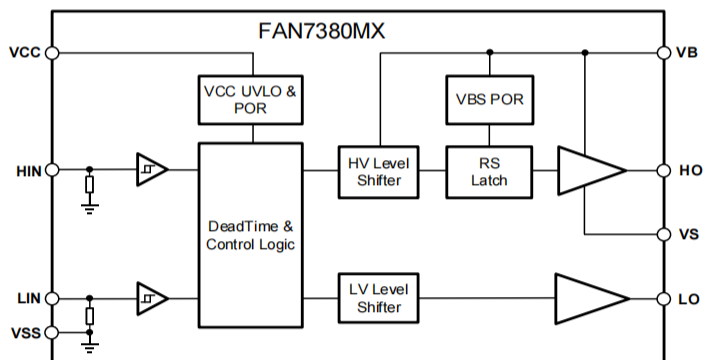 FAN7380MX
VCC
VB
VCC UVLO &
POR
VBS POR
HIN
HV Level
Shifter
RS
Latch
HO
DeadTime &
Control Logic
VS
LIN
LV Level
Shifter
LO
VSS